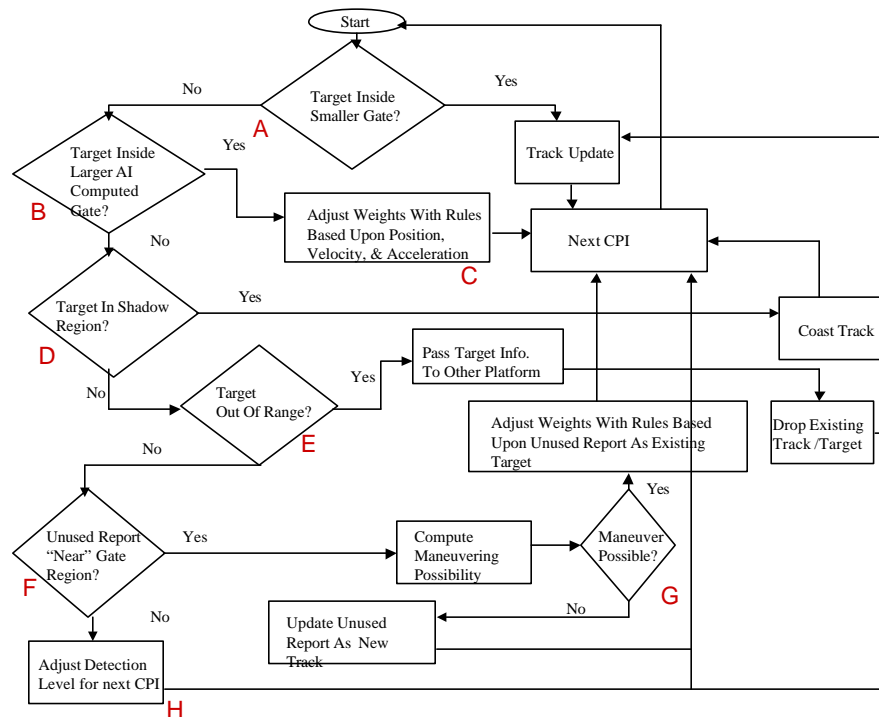 Start
No
Yes
Target Inside
Smaller Gate?
A
Track Update
Target Inside
Larger AI
Computed
Gate?
Yes
B
Adjust Weights With Rules
Based Upon Position,
Velocity, & Acceleration
C
Next CPI
No
Target In Shadow
Region?
Yes
D
Coast Track
Pass Target Info.
To Other Platform
No
Target
Out Of Range?
Yes
E
Adjust Weights With Rules Based
Upon Unused Report As Existing
Target
Drop Existing
Track /Target
No
Yes
Unused Report
“Near” Gate
Region?
Yes
F
Compute
Maneuvering
Possibility
Maneuver
Possible?
G
No
No
Update Unused
Report As New
Track
Adjust Detection
Level for next CPI
H